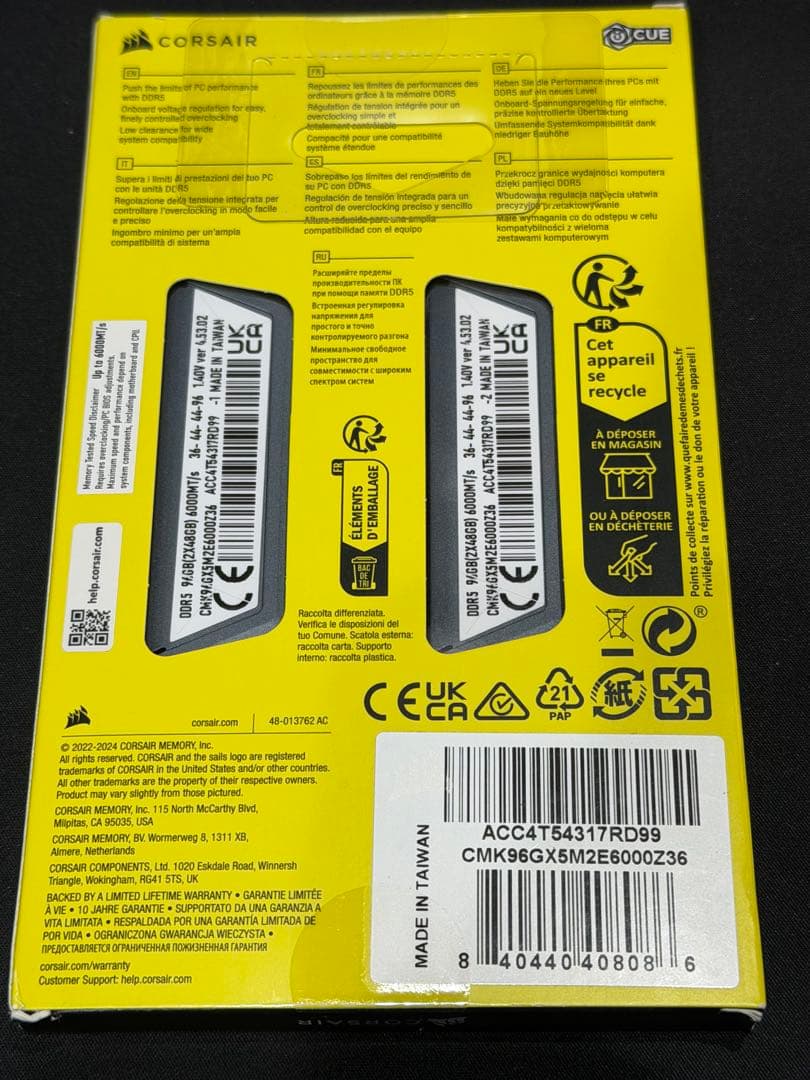 CORSAIR
iCUE
EN
Push the limits of PC performance
with DDR5
Onboard voltage regulation for easy,
finely controlled overclocking
Low clearance for wide
system compatibility
FR
Repoussez les limites de performances des
ordinateurs grâce à la mémoire DDR5
Régulation de tension intégrée pour un
overclocking simple et
totalement contrôlable
Compacité pour une compatibilité
système étendue
DE
Heben Sie die Performance Ihres PCs mit
DDR5 auf ein neues Level
Onboard-Spannungsregelung für einfache,
präzise kontrollierte Übertaktung
Umfassende Systemkompatibilität dank
niedriger Bauhöhe
IT
Supera i limiti di prestazioni del tuo PC
con le unità DDR5
Regolazione della tensione integrata per
controllare l'overclocking in modo facile
e preciso
Ingombro minimo per un'ampia
compatibilità di sistema
ES
Sobrepase los límites del rendimiento de
su PC con DDR5
Regulación de tensión integrada para un
control de overclocking preciso y sencillo
Altura reducida para una amplia
compatibilidad con el equipo
PL
Przekrocz granice wydajności komputera
dzięki pamięci DDR5
Wbudowana regulacja napięcia ułatwia
precyzyjne przetaktowywanie
Małe wymagania co do odstępu w celu
kompatybilności z wieloma
zestawami komputerowym
RU
Расширяйте пределы
производительности ПК
при помощи памяти DDR5
Встроенная регулировка
напряжения для
простого и точно
контролируемого разгона
Минимальное свободное
пространство для
совместимости с широким
спектром систем
Memory Tested Speed Disclaimer Up to 6000MT/s
Requires overclocking/PC BIOS adjustments.
Maximum speed and performance depend on
system components, including motherboard and CPU.
help.corsair.com
DDR5 96GB(2X48GB) 6000MT/s 36-44-44-96 1.40V ver 4.53.02
CMK96GX5M2E6000Z36 ACC4T54317RD99 -1 MADE IN TAIWAN
CE
UK
CA
DDR5 96GB(2X48GB) 6000MT/s 36-44-44-96 1.40V ver 4.53.02
CMK96GX5M2E6000Z36 ACC4T54317RD99 -2 MADE IN TAIWAN
CE
UK
CA
FR
ÉLÉMENTS
D'EMBALLAGE
BAC
DE
TRI
FR
Cet
appareil
se
recycle
À DÉPOSER
EN MAGASIN
OU À DÉPOSER
EN DÉCHÈTERIE
Points de collecte sur www.quefairedemesdechets.fr
Privilégiez la réparation ou le don de votre appareil !
Raccolta differenziata.
Verifica le disposizioni del
tuo Comune. Scatola esterna:
raccolta carta. Supporto
interno: raccolta plastica.
®
CE
UK
CA
21
PAP
紙
corsair.com
48-013762 AC
© 2022-2024 CORSAIR MEMORY, Inc.
All rights reserved. CORSAIR and the sails logo are registered
trademarks of CORSAIR in the United States and/or other countries.
All other trademarks are the property of their respective owners.
Product may vary slightly from those pictured.
CORSAIR MEMORY, Inc. 115 North McCarthy Blvd,
Milpitas, CA 95035, USA
CORSAIR MEMORY, BV. Wormerweg 8, 1311 XB,
Almere, Netherlands
CORSAIR COMPONENTS, Ltd. 1020 Eskdale Road, Winnersh
Triangle, Wokingham, RG41 5TS, UK
BACKED BY A LIMITED LIFETIME WARRANTY • GARANTIE LIMITÉE
À VIE • 10 JAHRE GARANTIE • SUPPORTATO DA UNA GARANZIA A
VITA LIMITATA • RESPALDADA POR UNA GARANTÍA LIMITADA DE
POR VIDA • OGRANICZONA GWARANCJA WIECZYSTA •
ПРЕДОСТАВЛЯЕТСЯ ОГРАНИЧЕННАЯ ПОЖИЗНЕННАЯ ГАРАНТИЯ
corsair.com/warranty
Customer Support: help.corsair.com
MADE IN TAIWAN
ACC4T54317RD99
CMK96GX5M2E6000Z36
8 40440 40808 6
CORSAIR